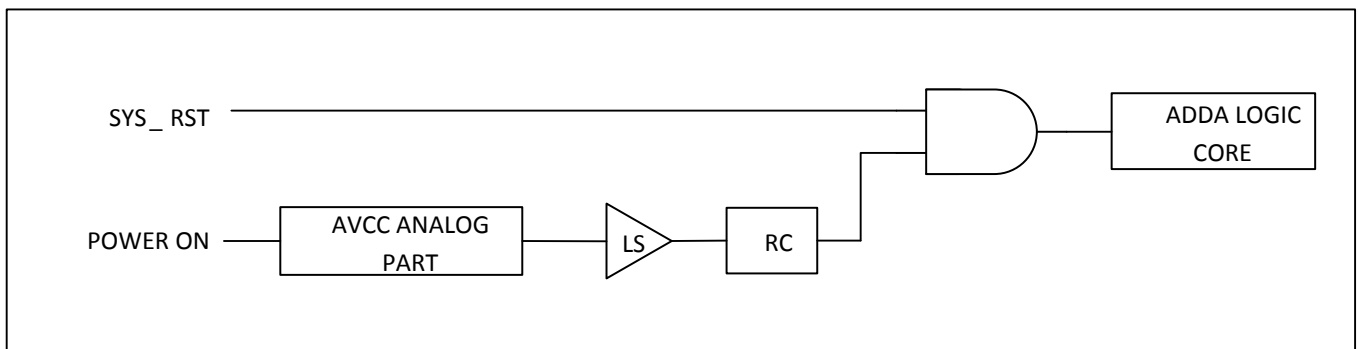 SYS_ RST
ADDA LOGIC
CORE
POWER ON
AVCC ANALOG
PART
LS
RC